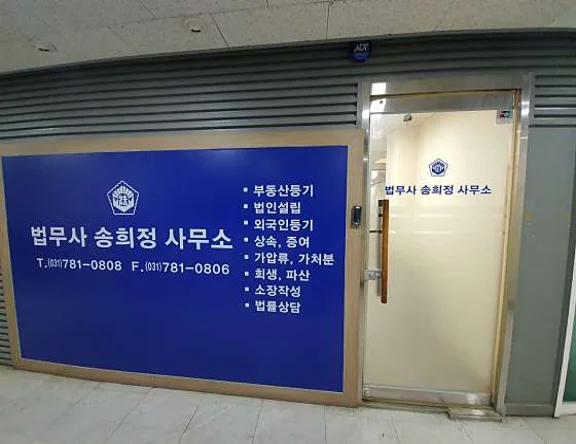 ADT
법무사 송희정 사무소
T.(031)781-0808 F.(031)781-0806
▪ 부동산등기
▪ 법인설립
▪ 외국인등기
▪ 상속, 증여
▪ 가압류, 가처분
▪ 회생, 파산
▪ 소장작성
▪ 법률상담
법무사 송희정 사무소